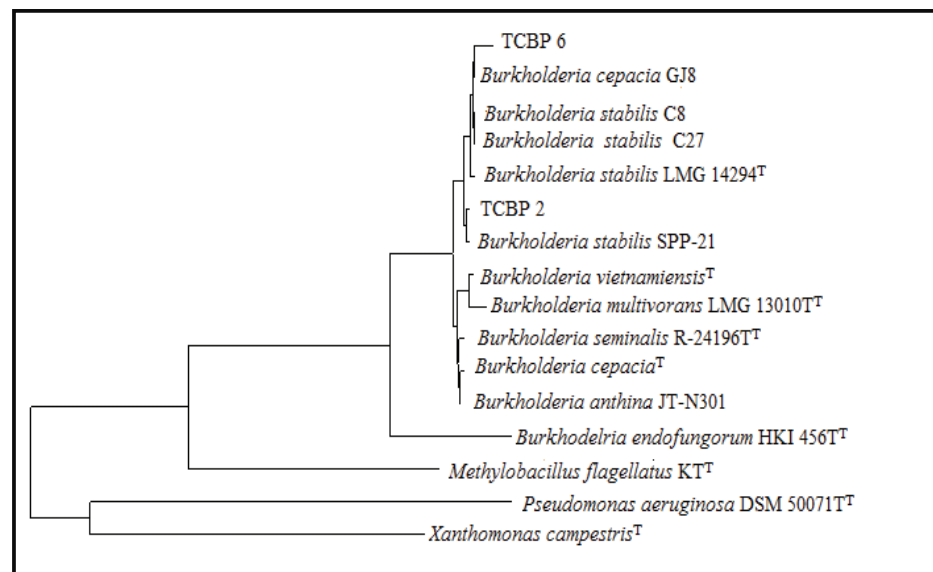 TCBP 6
Burkholderia cepacia GJ8
Burkholderia stabilis C8
Burkholderia stabilis C27
Burkholderia stabilis LMG 14294ᵀ
TCBP 2
Burkholderia stabilis SPP-21
Burkholderia vietnamiensisᵀ
Burkholderia multivorans LMG 13010Tᵀ
Burkholderia seminalis R-24196Tᵀ
Burkholderia cepaciaᵀ
Burkholderia anthina JT-N301
Burkhodelria endofungorum HKI 456Tᵀ
Methylobacillus flagellatus KTᵀ
Pseudomonas aeruginosa DSM 50071Tᵀ
Xanthomonas campestrisᵀ